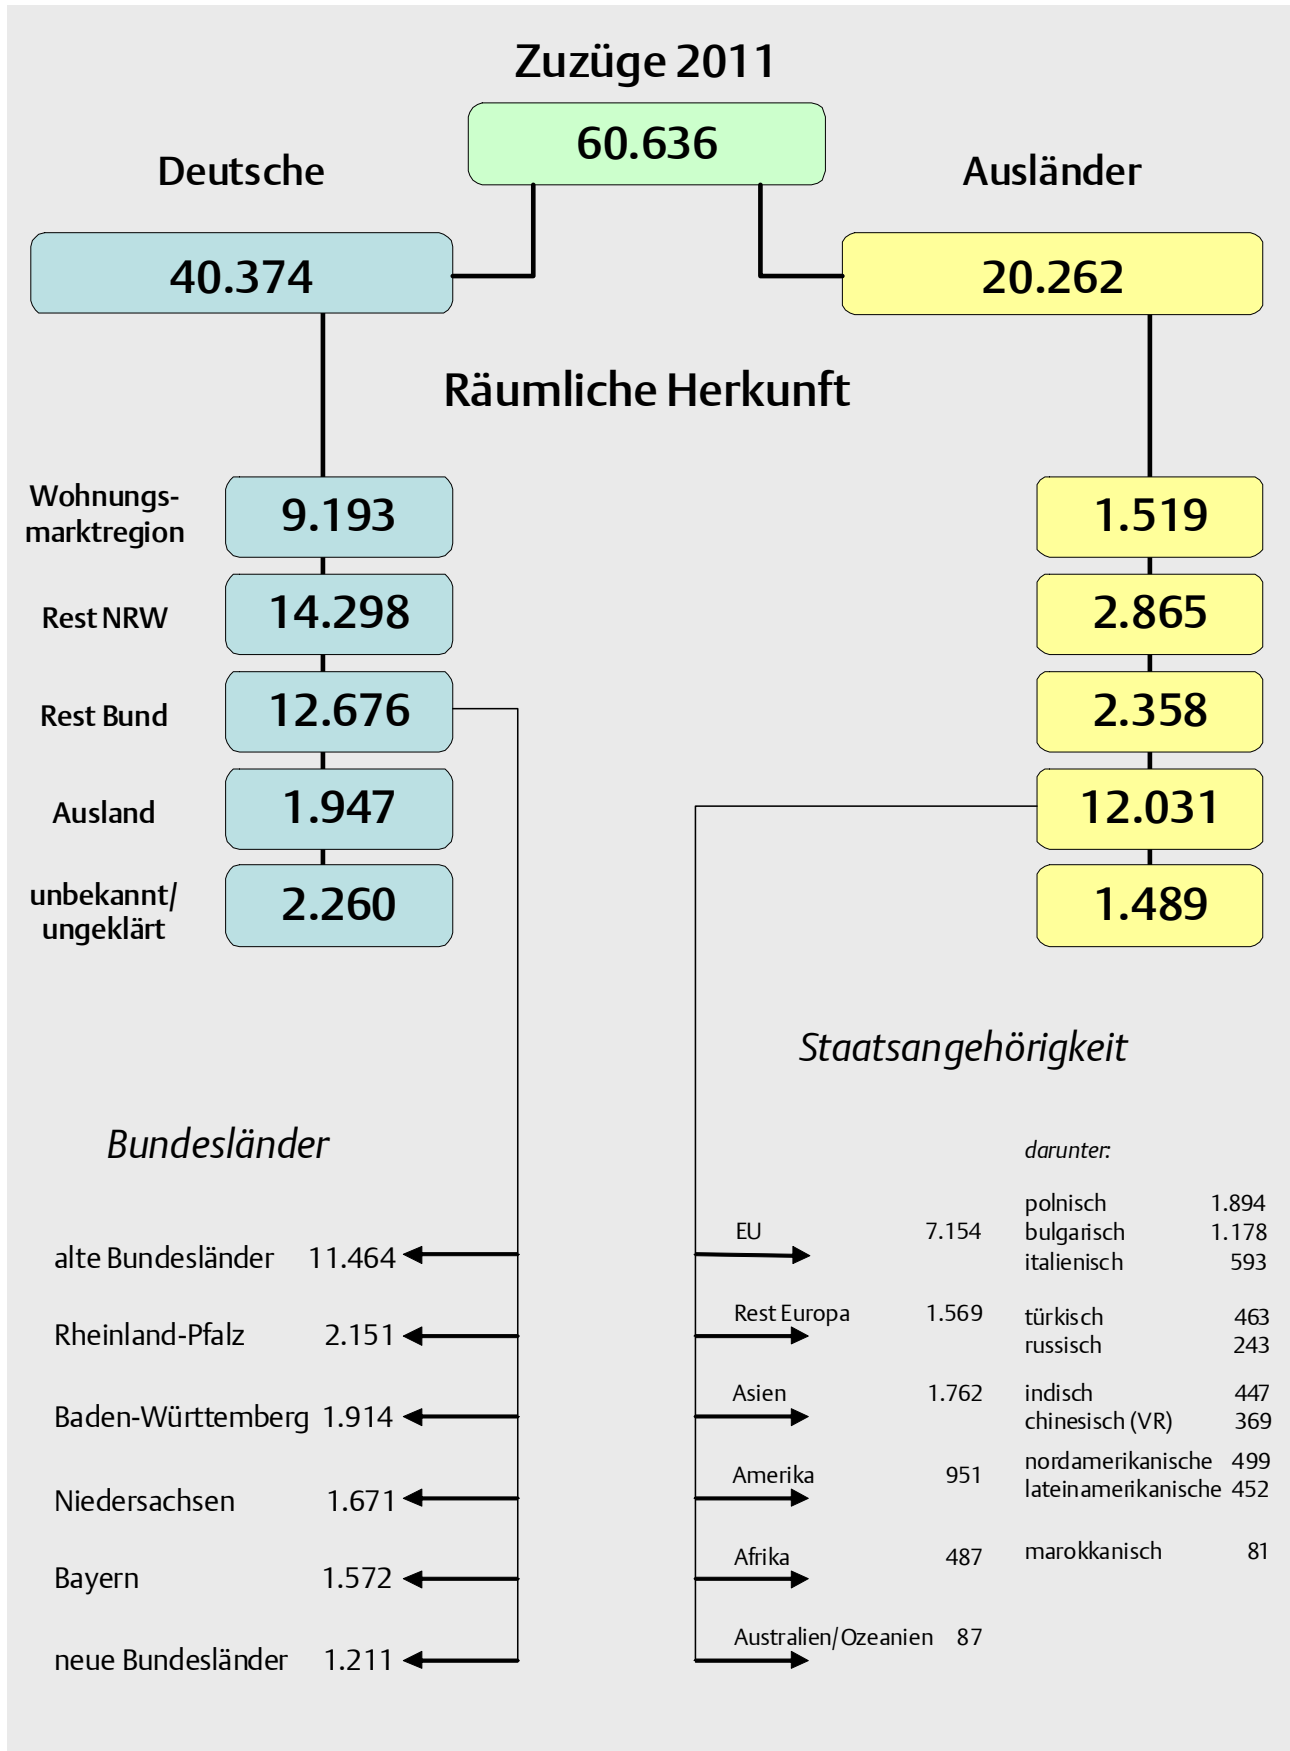 Zuzüge 2011
60.636
Deutsche
Ausländer
40.374
20.262
Räumliche Herkunft
Wohnungs-
marktregion
9.193
1.519
Rest NRW
14.298
2.865
Rest Bund
12.676
2.358
Ausland
1.947
12.031
unbekannt/
ungeklärt
2.260
1.489
Bundesländer
alte Bundesländer 11.464
Rheinland-Pfalz 2.151
Baden-Württemberg 1.914
Niedersachsen 1.671
Bayern 1.572
neue Bundesländer 1.211
Staatsangehörigkeit
darunter:
EU 7.154
polnisch 1.894
bulgarisch 1.178
italienisch 593
Rest Europa 1.569
türkisch 463
russisch 243
Asien 1.762
indisch 447
chinesisch (VR) 369
Amerika 951
nordamerikanische 499
lateinamerikanische 452
Afrika 487
marokkanisch 81
Australien/Ozeanien 87